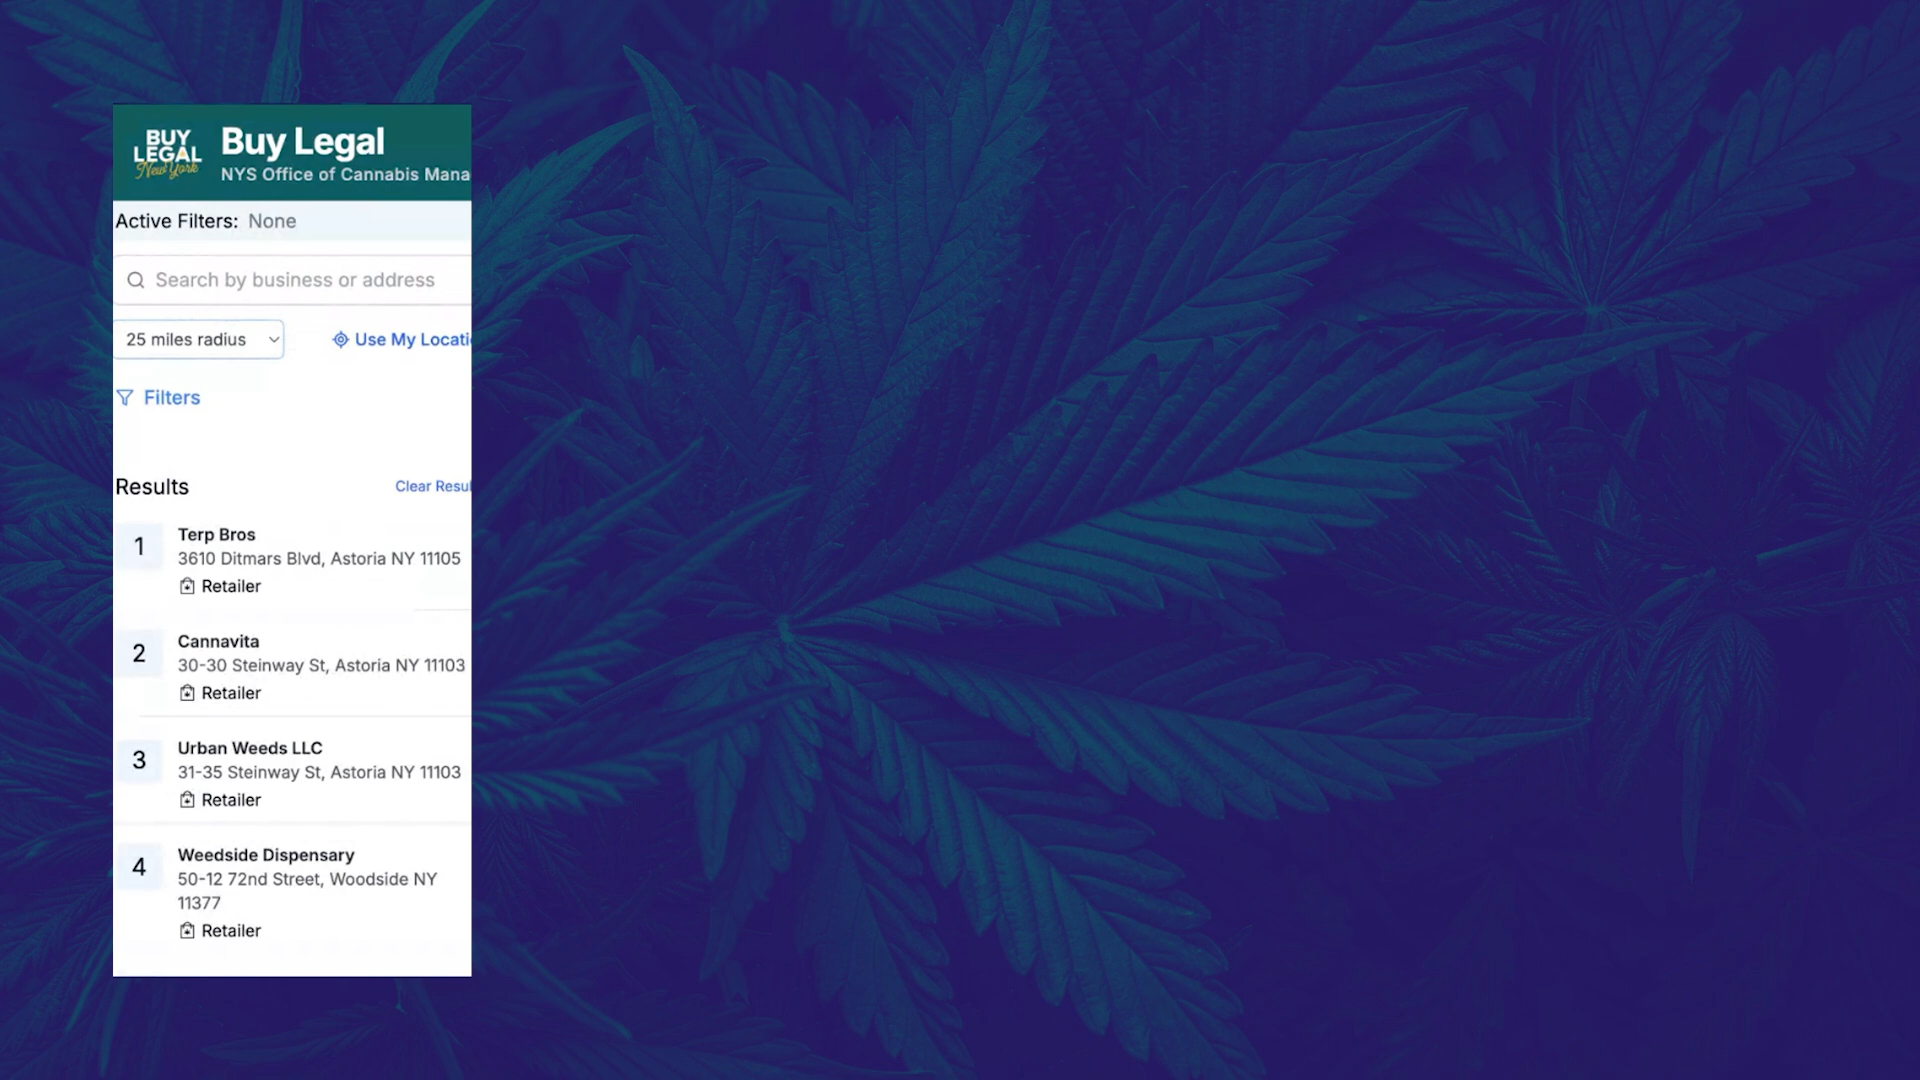 BUY
LEGAL
New York
Buy Legal
NYS Office of Cannabis Mana
Active Filters: None
Search by business or address
25 miles radius
Use My Locati
Filters
Results
Clear Resul
1
Terp Bros
3610 Ditmars Blvd, Astoria NY 11105
Retailer
2
Cannavita
30-30 Steinway St, Astoria NY 11103
Retailer
3
Urban Weeds LLC
31-35 Steinway St, Astoria NY 11103
Retailer
4
Weedside Dispensary
50-12 72nd Street, Woodside NY
11377
Retailer